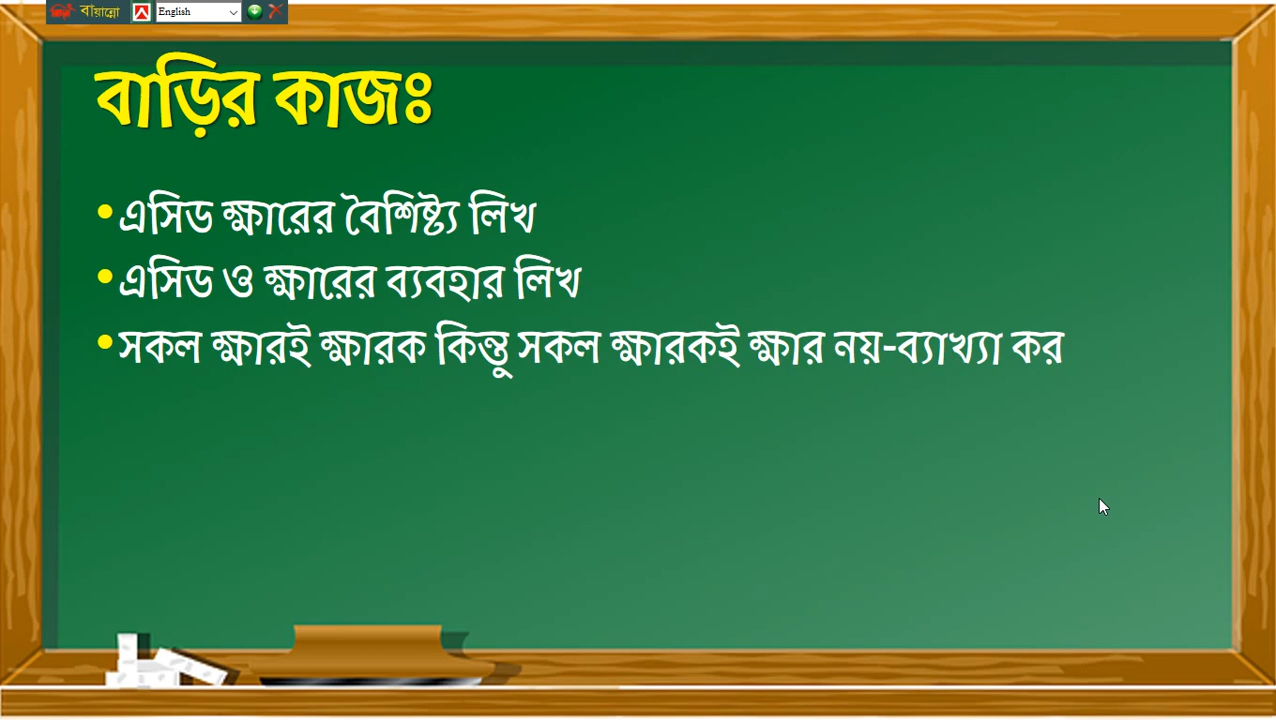 বায়ান্নো English
বাড়ির কাজঃ
•এসিড ক্ষারের বৈশিষ্ট্য লিখ
•এসিড ও ক্ষারের ব্যবহার লিখ
•সকল ক্ষারই ক্ষারক কিন্তু সকল ক্ষারকই ক্ষার নয়-ব্যাখ্যা কর